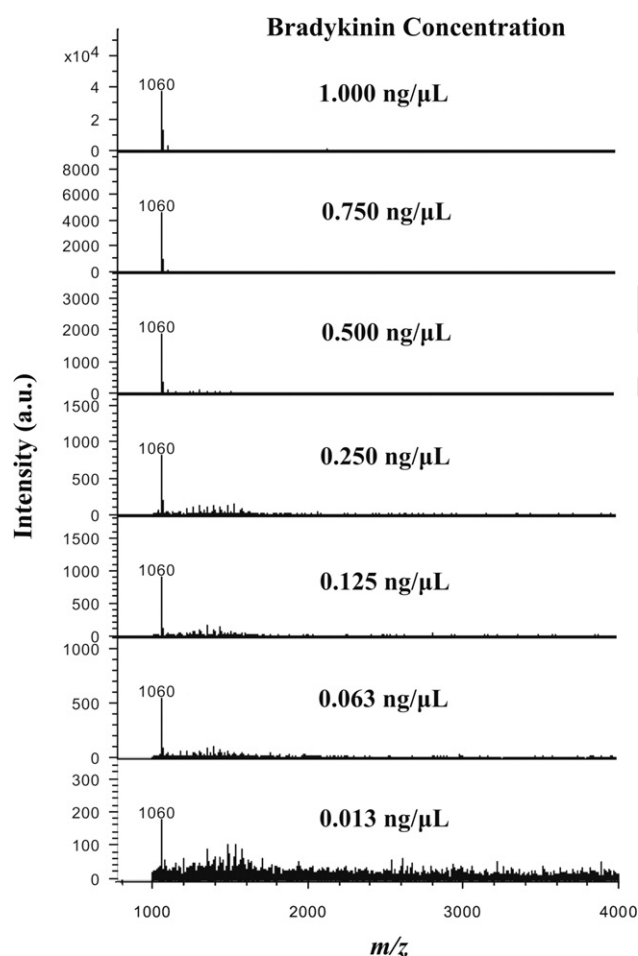 Bradykinin Concentration
x10⁴
4
2
0
1060
1.000 ng/µL
8000
6000
4000
2000
0
1060
0.750 ng/µL
3000
2000
1000
0
1060
0.500 ng/µL
1500
1000
500
0
1060
0.250 ng/µL
1500
1000
500
0
1060
0.125 ng/µL
1000
500
0
1060
0.063 ng/µL
300
200
100
0
1060
0.013 ng/µL
Intensity (a.u.)
1000 2000 3000 4000
m/z